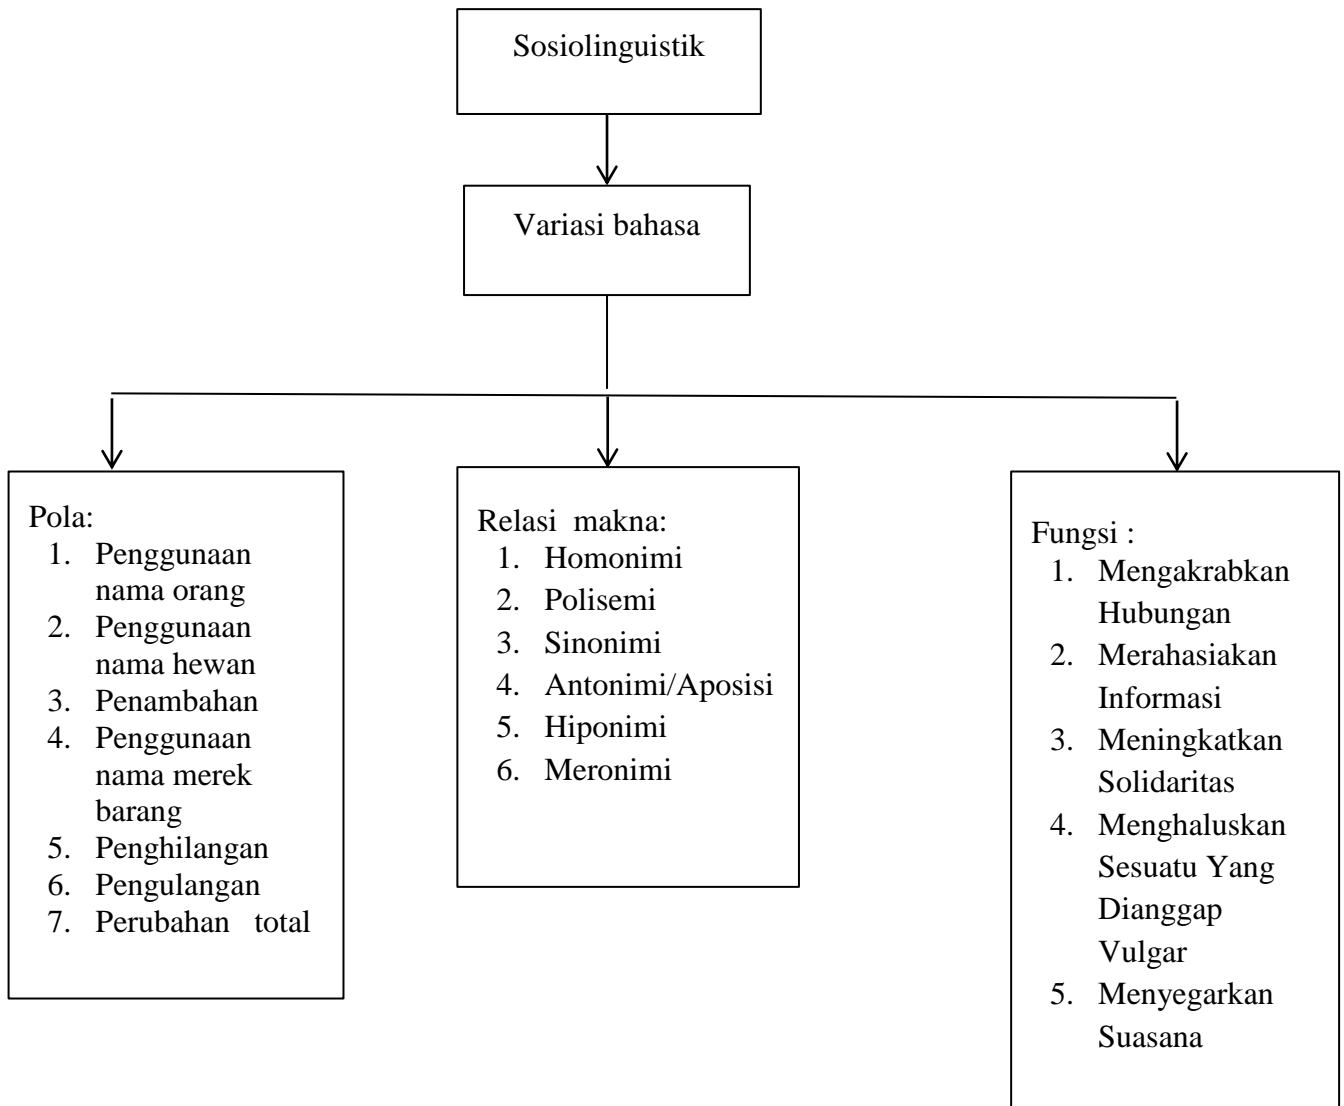 Sosiolinguistik
Variasi bahasa
Pola:
1. Penggunaan
nama orang
2. Penggunaan
nama hewan
3. Penambahan
4. Penggunaan
nama merek
barang
5. Penghilangan
6. Pengulangan
7. Perubahan total
Relasi makna:
1. Homonimi
2. Polisemi
3. Sinonimi
4. Antonimi/Aposisi
5. Hiponimi
6. Meronimi
Fungsi :
1. Mengakrabkan
Hubungan
2. Merahasiakan
Informasi
3. Meningkatkan
Solidaritas
4. Menghaluskan
Sesuatu Yang
Dianggap
Vulgar
5. Menyegarkan
Suasana